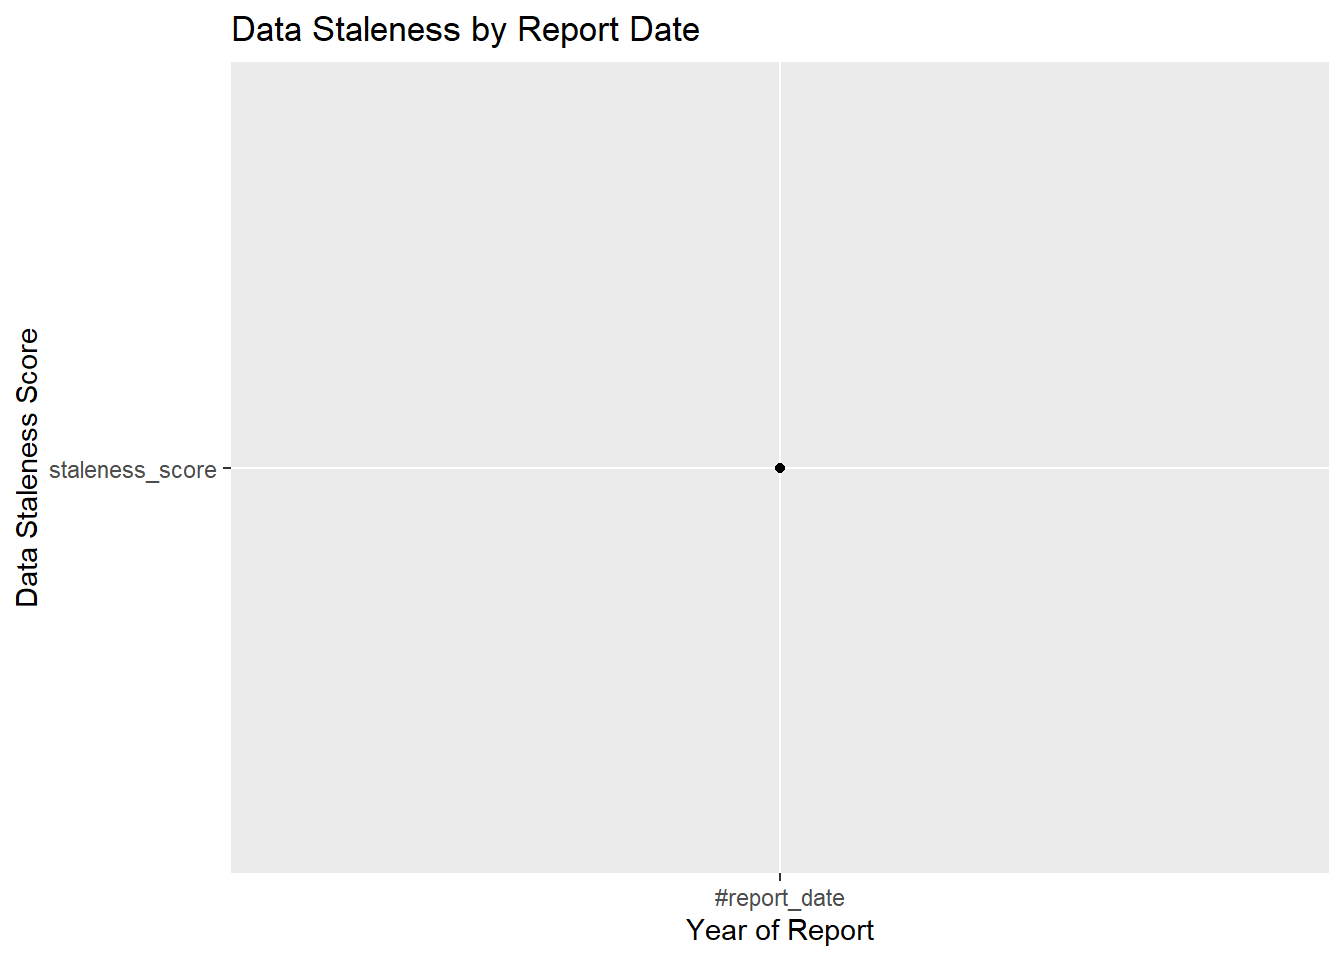 Data Staleness by Report Date
Data Staleness Score
staleness_score
#report_date
Year of Report